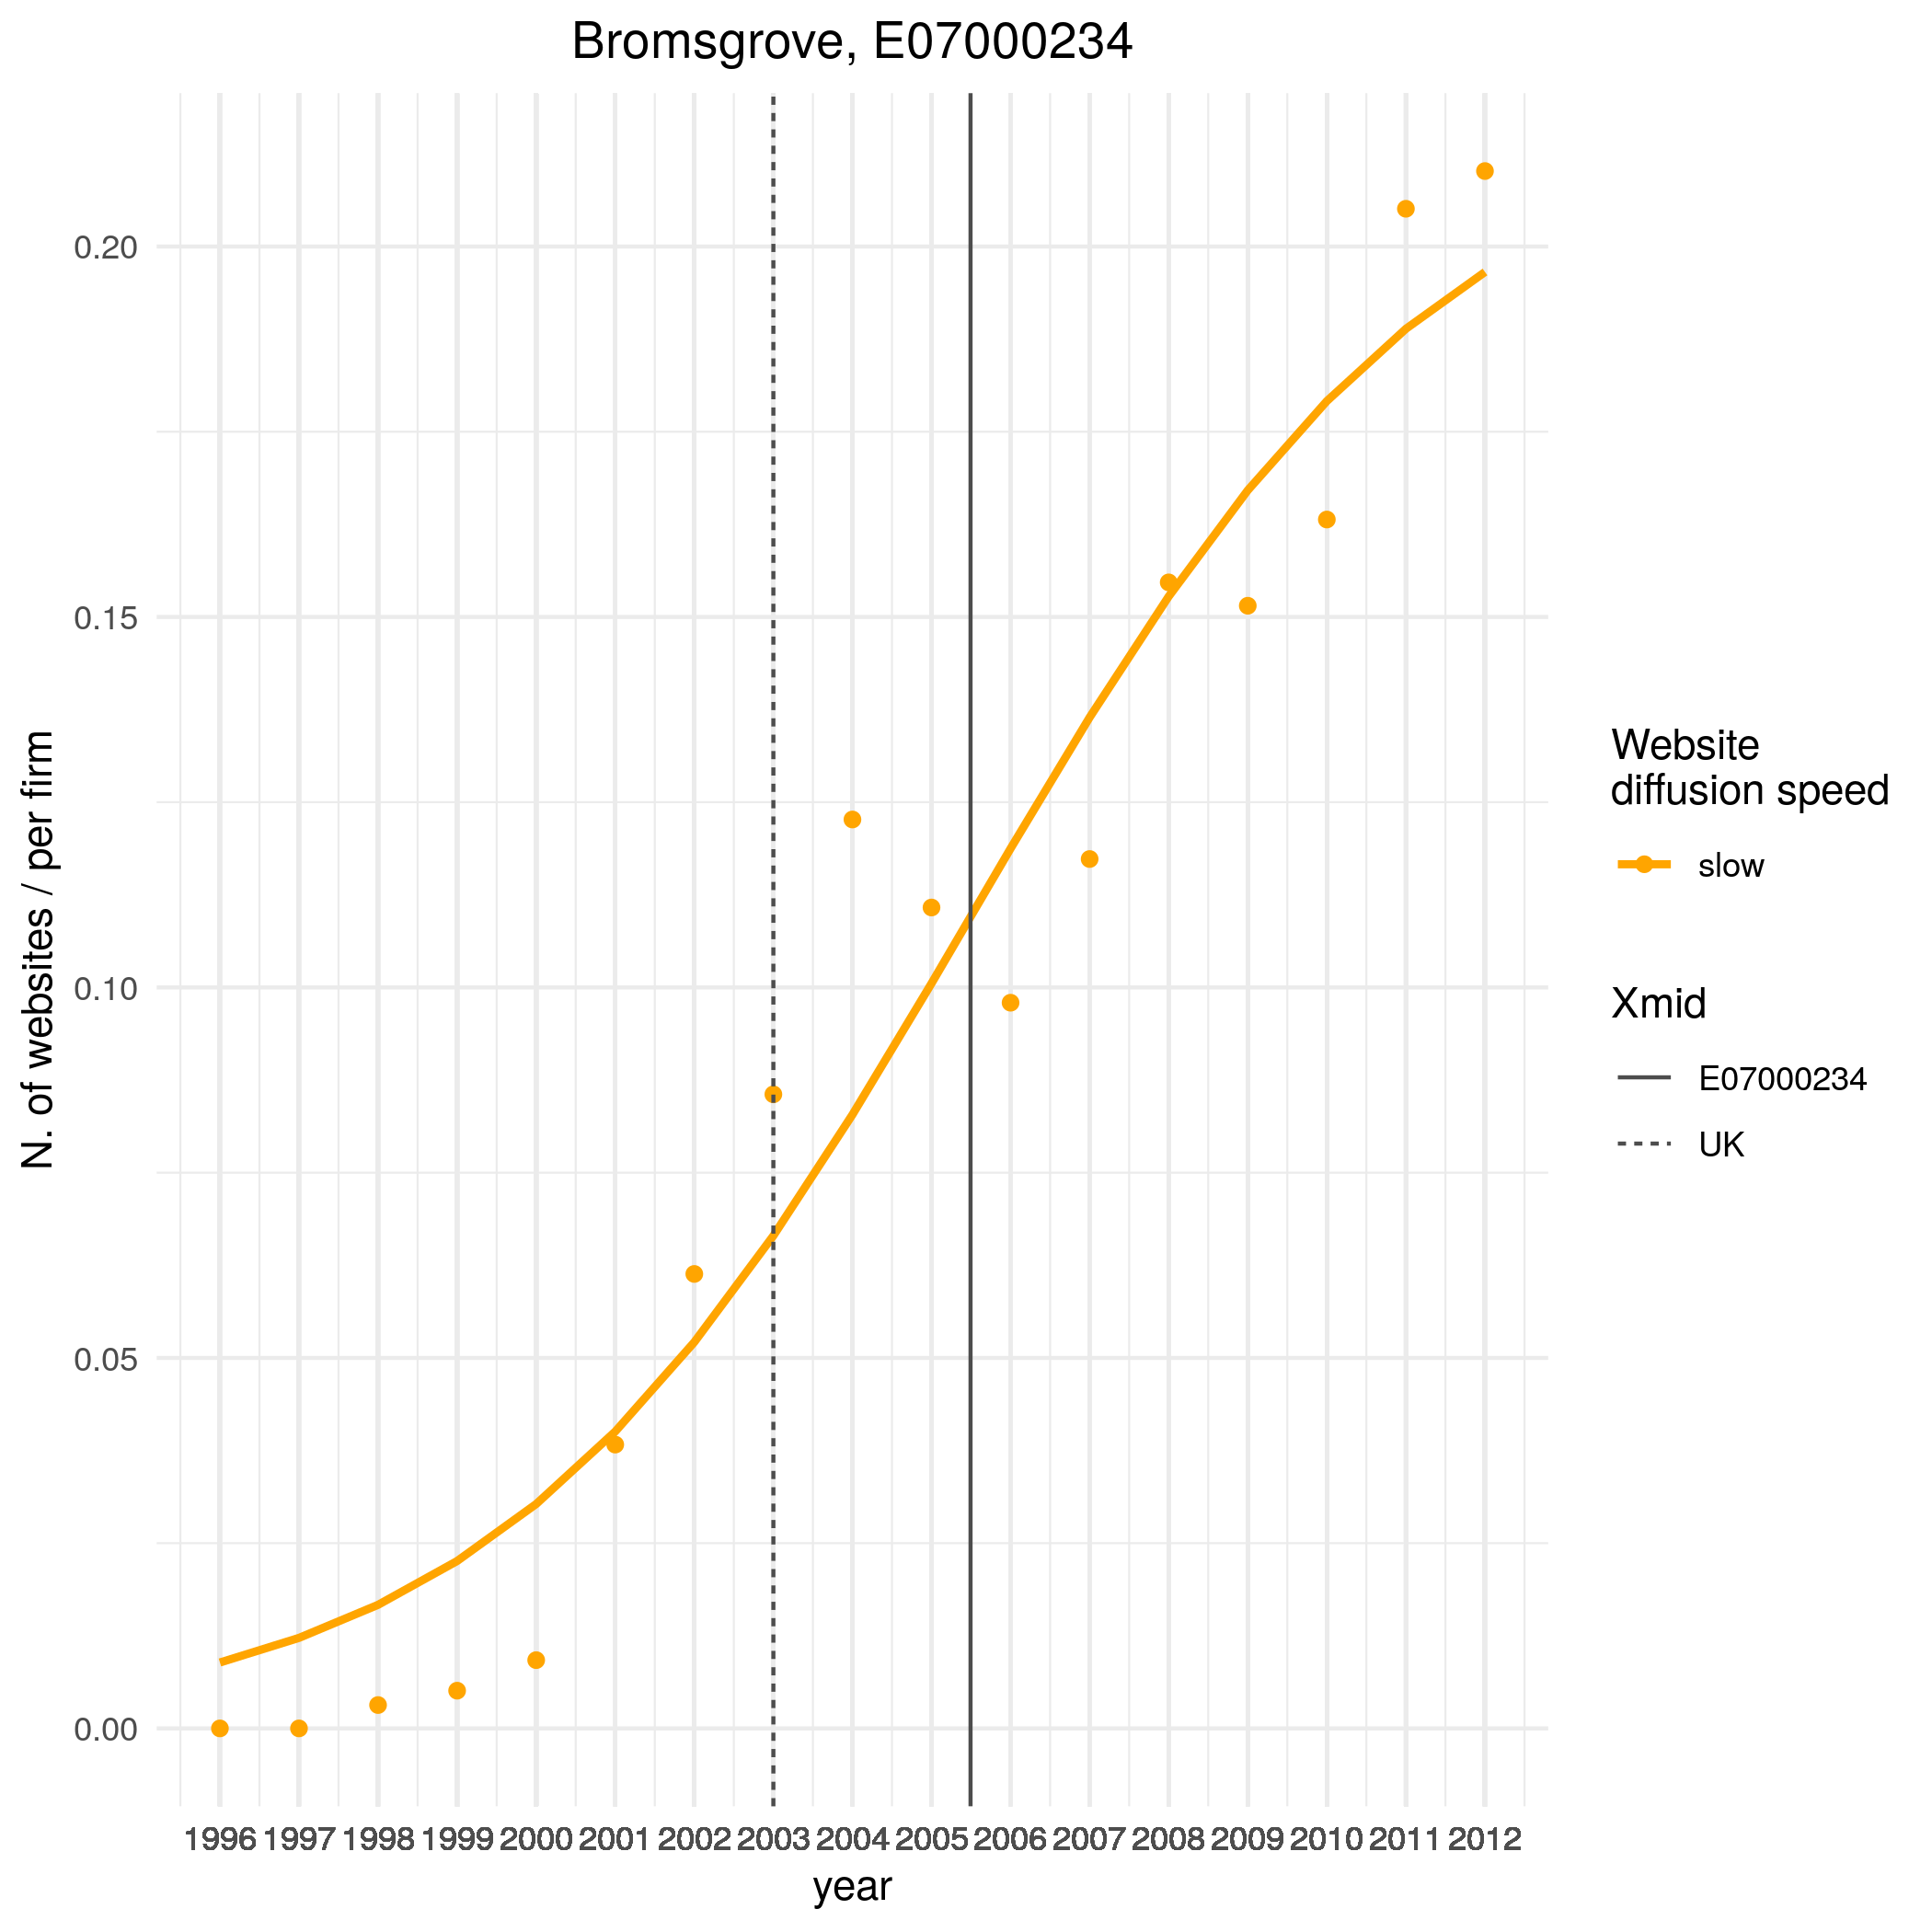 Bromsgrove, E07000234
N. of websites / per firm
0.20
0.15
0.10
0.05
0.00
1996 1997 1998 1999 2000 2001 2002 2003 2004 2005 2006 2007 2008 2009 2010 2011 2012
year
Website
diffusion speed
slow
Xmid
E07000234
UK